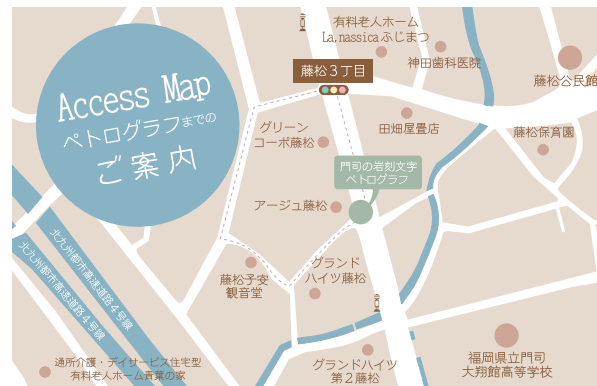 有料老人ホーム
La,nassicaふじまつ
神田歯科医院
藤松公民館
藤松3丁目
Access Map
ペトログラフまでの
ご案内
グリーン
コーポ藤松
田畑屋畳店
藤松保育園
門司の岩刻文字
ペトログラフ
アージュ藤松
北九州都市高速道路4号線
北九州都市高速道路4号線
藤松子安
観音堂
グランド
ハイツ藤松
通所介護・デイサービス住宅型
有料老人ホーム青葉の家
グランドハイツ
第2藤松
福岡県立門司
大翔館高等学校